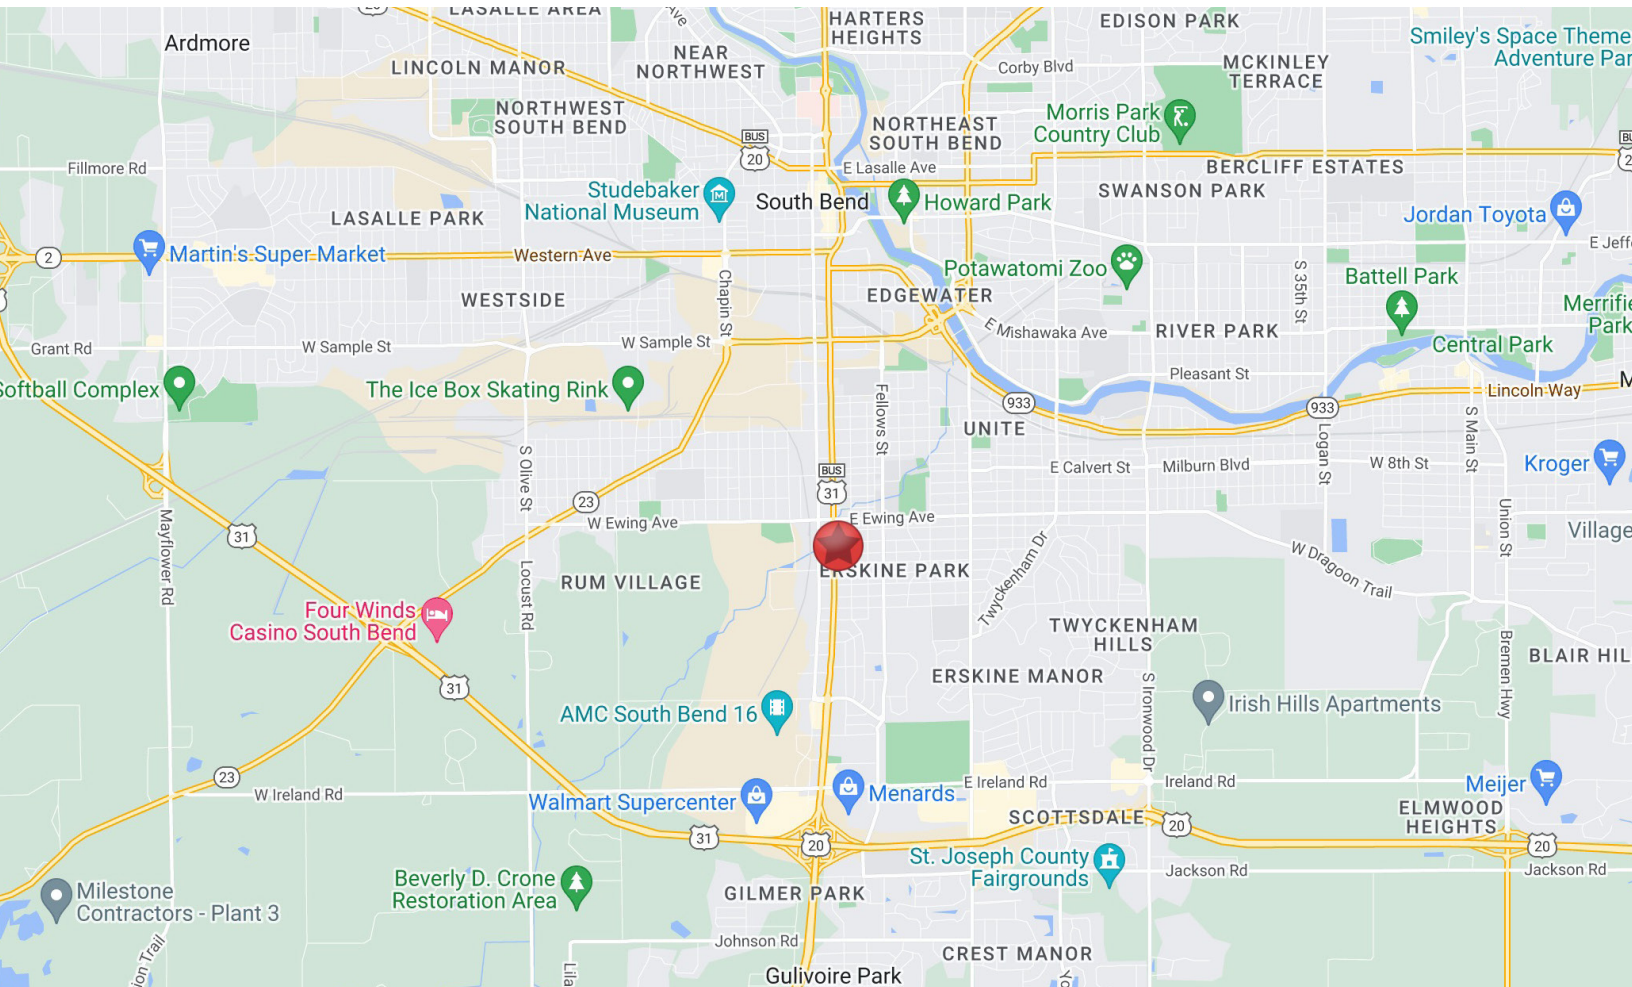 LASALLE AREA
Ave
HARTERS
HEIGHTS
EDISON PARK
Smiley's Space Theme
Adventure Par
Ardmore
NEAR
NORTHWEST
LINCOLN MANOR
Corby Blvd
MCKINLEY
TERRACE
NORTHWEST
SOUTH BEND
Morris Park
Country Club
NORTHEAST
SOUTH BEND
BUS
20
Fillmore Rd
E Lasalle Ave
BERCLIFF ESTATES
Studebaker
National Museum
South Bend
Howard Park
SWANSON PARK
LASALLE PARK
Jordan Toyota
2
Martin's Super Market
Western Ave
E Jeff
Potawatomi Zoo
Battell Park
S 35th St
Chapin St
WESTSIDE
EDGEWATER
Merrifie
Park
E Mishawaka Ave
RIVER PARK
Grant Rd
W Sample St
W Sample St
Central Park
Pleasant St
Softball Complex
The Ice Box Skating Rink
Lincoln Way
M
933
933
Fellows St
UNITE
S Main St
Logan St
S Olive St
BUS
31
E Calvert St
Milburn Blvd
W 8th St
Kroger
23
W Ewing Ave
E Ewing Ave
Union St
Village
31
Mayflower Rd
W Dragoon Trail
ERSKINE PARK
RUM VILLAGE
Locust Rd
Twyckenham Dr
Four Winds
Casino South Bend
TWYCKENHAM
HILLS
BLAIR HIL
Bremen Hwy
ERSKINE MANOR
31
S Ironwood Dr
Irish Hills Apartments
AMC South Bend 16
23
W Ireland Rd
E Ireland Rd
Ireland Rd
Meijer
Walmart Supercenter
Menards
SCOTTSDALE
ELMWOOD
HEIGHTS
31
20
20
20
St. Joseph County
Fairgrounds
Jackson Rd
Jackson Rd
Beverly D. Crone
Restoration Area
Milestone
Contractors - Plant 3
GILMER PARK
Johnson Rd
CREST MANOR
ion Trail
Lila
Gulivoire Park